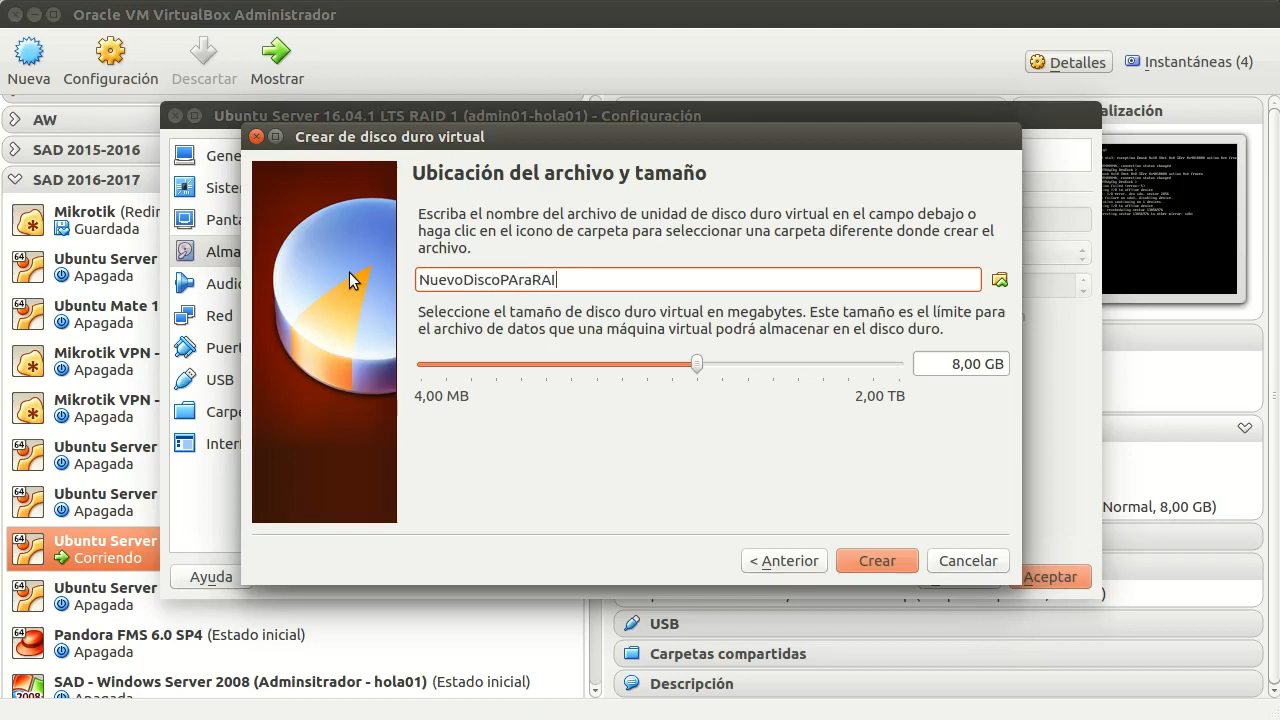 Oracle VM VirtualBox Administrador
Nueva
Configuración
Descartar
Mostrar
Detalles
Instantáneas (4)
AW
SAD 2015-2016
SAD 2016-2017
Mikrotik (Redir
Guardada
Ubuntu Server
Apagada
Ubuntu Mate 1
Apagada
Mikrotik VPN -
Apagada
Mikrotik VPN -
Apagada
Ubuntu Server
Apagada
Ubuntu Server
Apagada
Ubuntu Server
Corriendo
Ubuntu Server
Apagada
Pandora FMS 6.0 SP4 (Estado inicial)
Apagada
SAD - Windows Server 2008 (Adminsitrador - hola01) (Estado inicial)
Apagada
Ubuntu Server 16.04.1 LTS RAID 1 (admin01-hola01) - Configuración
Gene
Sister
Panta
Alma
Audio
Red
Puert
USB
Carpe
Inter
Ayuda
Aceptar
Crear de disco duro virtual
Ubicación del archivo y tamaño
Escribe el nombre del archivo de unidad de disco duro virtual en el campo debajo o
haga clic en el icono de carpeta para seleccionar una carpeta diferente donde crear el
archivo.
NuevoDiscoPAraRAI
Seleccione el tamaño de disco duro virtual en megabytes. Este tamaño es el límite para
el archivo de datos que una máquina virtual podrá almacenar en el disco duro.
8,00 GB
4,00 MB
2,00 TB
< Anterior
Crear
Cancelar
alización
Normal, 8,00 GB)
USB
Carpetas compartidas
Descripción